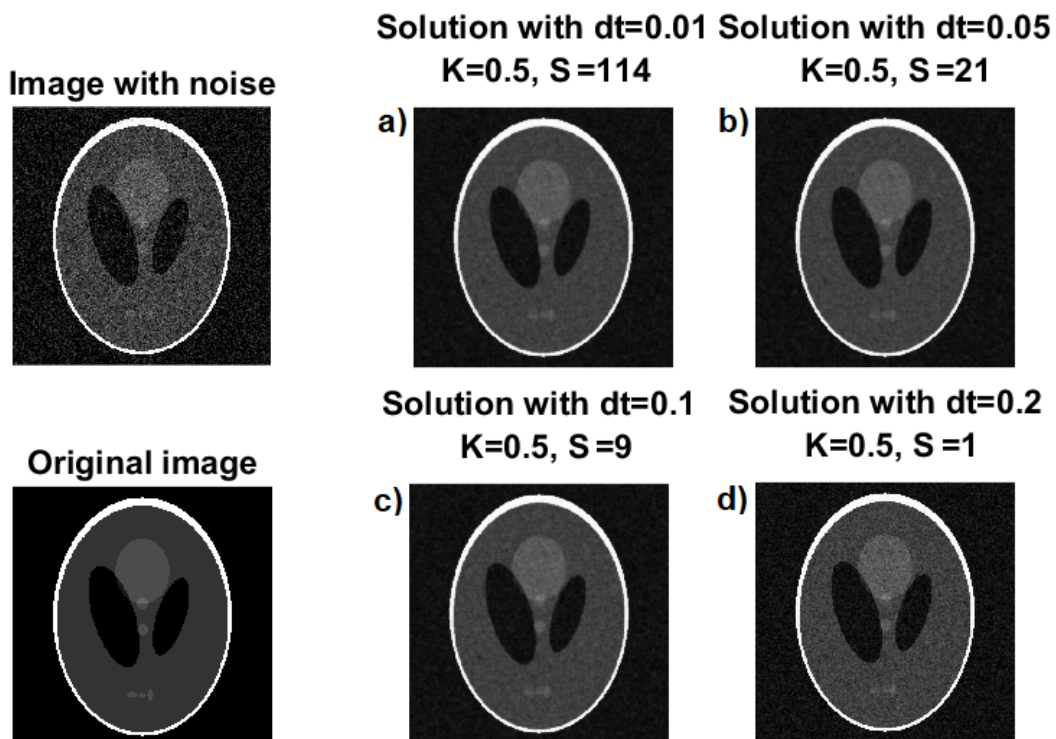 Image with noise
Solution with dt=0.01
K=0.5, S =114
a)
Solution with dt=0.05
K=0.5, S =21
b)
Original image
Solution with dt=0.1
K=0.5, S =9
c)
Solution with dt=0.2
K=0.5, S =1
d)